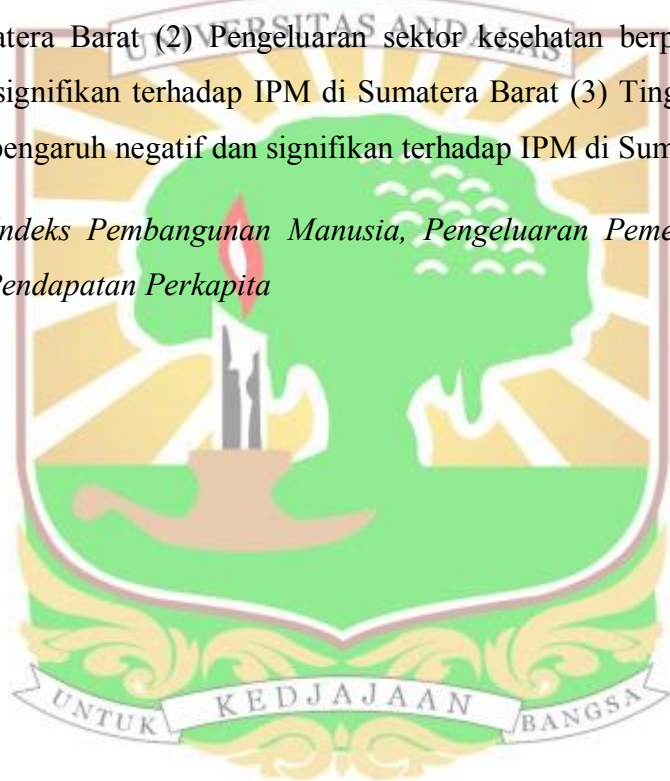 atera Barat (2) Pengeluaran sektor kesehatan berp
UNIVERSITAS ANDALAS
signifikan terhadap IPM di Sumatera Barat (3) Ting
pengaruh negatif dan signifikan terhadap IPM di Sum
Indeks Pembangunan Manusia, Pengeluaran Peme
Pendapatan Perkapita
UNTUK KEDJAJAAN BANGSA